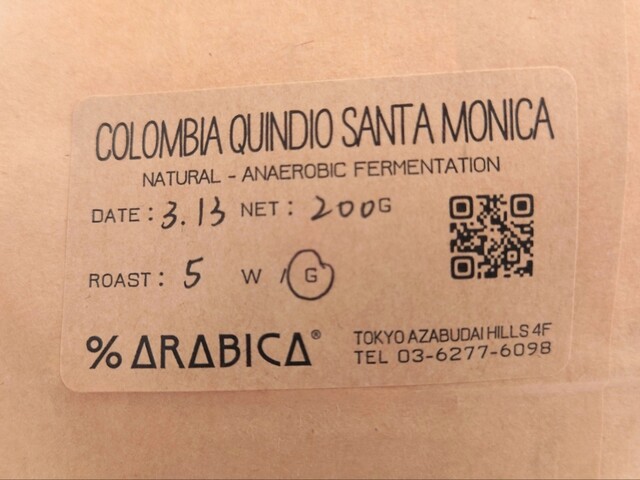 COLOMBIA QUINDIO SANTA MONICA
NATURAL - ANAEROBIC FERMENTATION
DATE : 3.13 NET : 200G
ROAST : 5 W / G
% ARABICA®
TOKYO AZABUDAI HILLS 4F
TEL 03-6277-6098